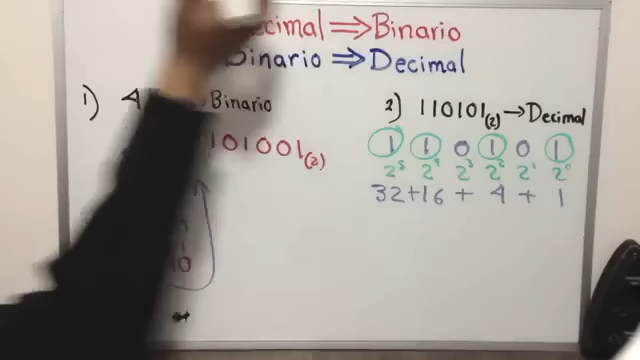 ecimal ⇒ Binario
Binario ⇒ Decimal
1) 4 Binario
101001(2)
10
2) 110101(2) → Decimal
1 1 0 1 0 1
2⁵ 2⁴ 2³ 2² 2¹ 2⁰
32+16 + 4 + 1